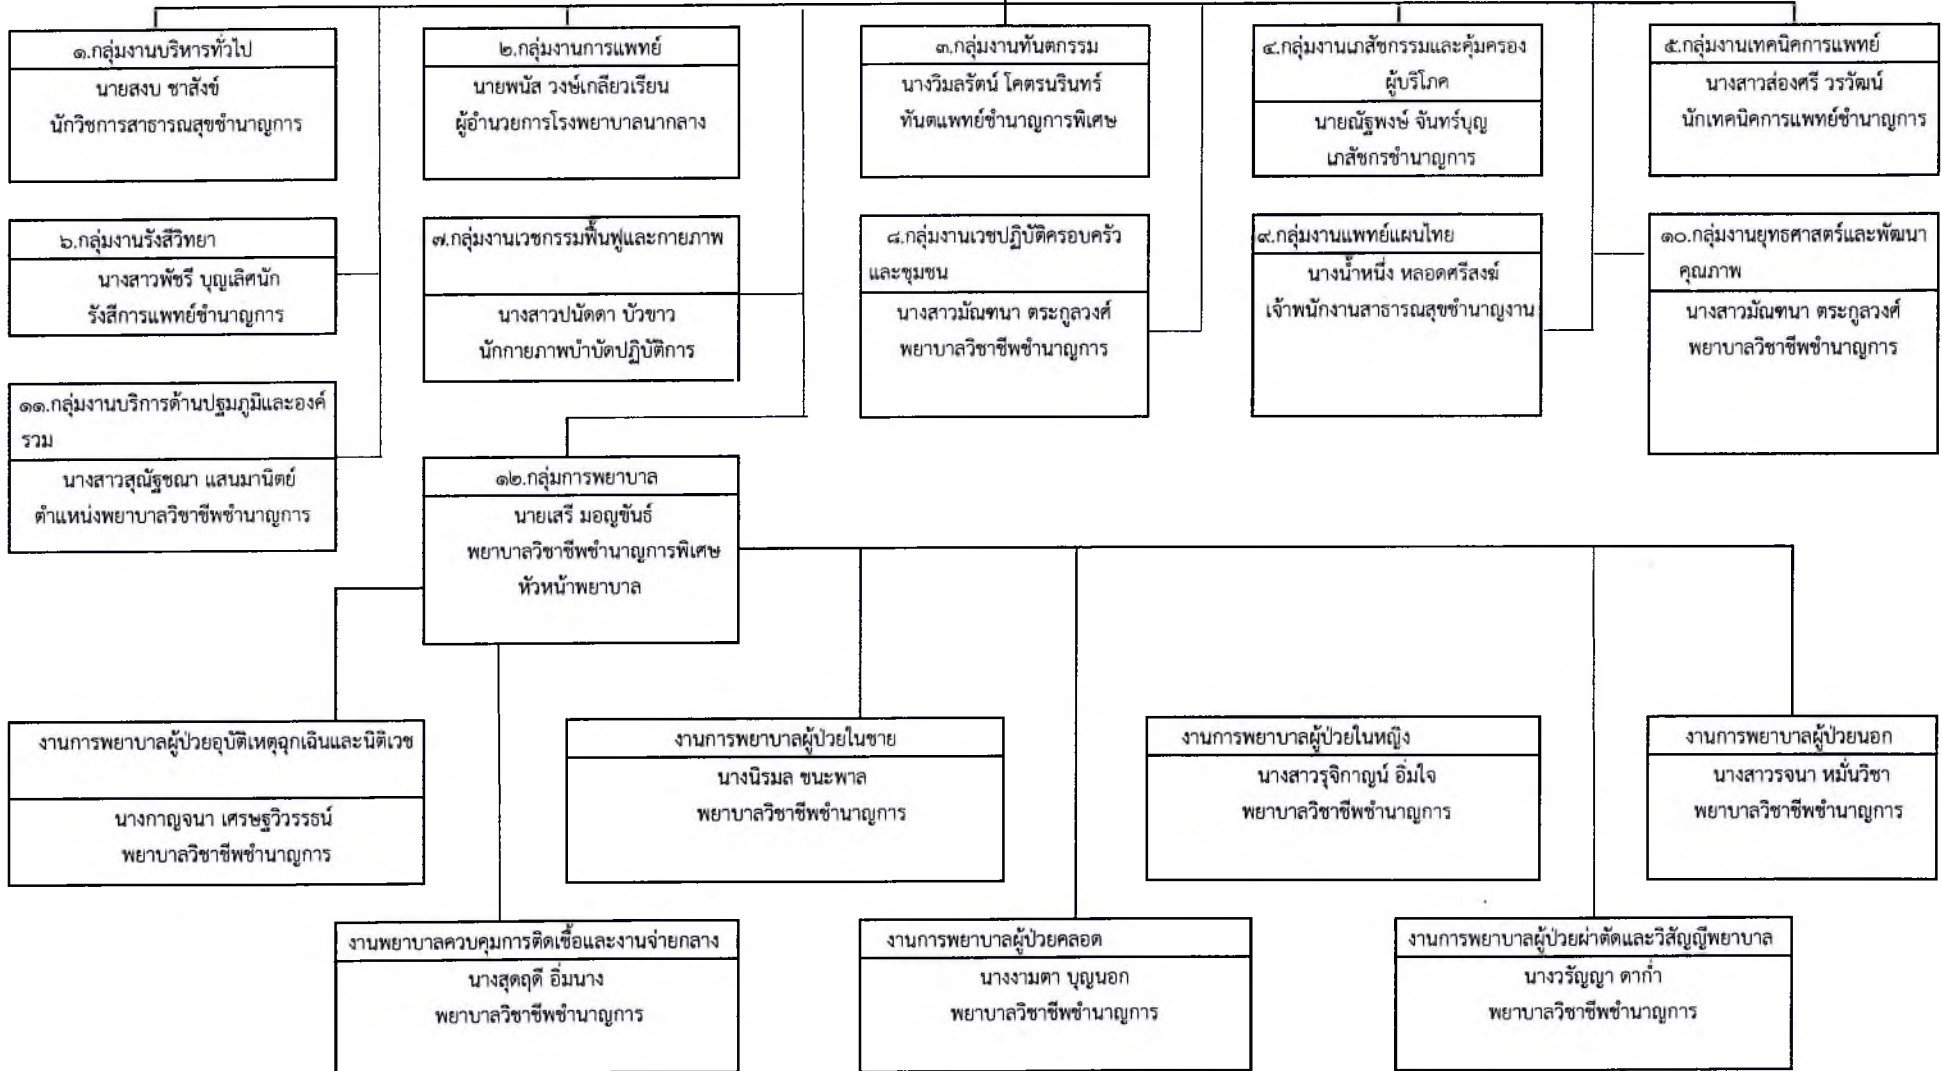 ๑.กลุ่มงานบริหารทั่วไป
นายสงบ ชาสังข์
นักวิชการสาธารณสุขชำนาญการ
๒.กลุ่มงานการแพทย์
นายพนัส วงษ์เกลียวเรียน
ผู้อำนวยการโรงพยาบาลนากลาง
๓.กลุ่มงานทันตกรรม
นางวิมลรัตน์ โคตรนรินทร์
ทันตแพทย์ชำนาญการพิเศษ
๔.กลุ่มงานเภสัชกรรมและคุ้มครอง
ผู้บริโภค
นายณัฐพงษ์ จันทร์บุญ
เภสัชกรชำนาญการ
๕.กลุ่มงานเทคนิคการแพทย์
นางสาวส่องศรี วรวัฒน์
นักเทคนิคการแพทย์ชำนาญการ
๖.กลุ่มงานรังสีวิทยา
นางสาวพัชรี บุญเลิศนัก
รังสีการแพทย์ชำนาญการ
๗.กลุ่มงานเวชกรรมฟื้นฟูและกายภาพ
นางสาวปนัดดา บัวขาว
นักกายภาพบำบัดปฏิบัติการ
๘.กลุ่มงานเวชปฏิบัติครอบครัว
และชุมชน
นางสาวมัณฑนา ตระกูลวงศ์
พยาบาลวิชาชีพชำนาญการ
๙.กลุ่มงานแพทย์แผนไทย
นางน้ำหนึ่ง หลอดศรีสงฆ์
เจ้าพนักงานสาธารณสุขชำนาญงาน
๑๐.กลุ่มงานยุทธศาสตร์และพัฒนา
คุณภาพ
นางสาวมัณฑนา ตระกูลวงศ์
พยาบาลวิชาชีพชำนาญการ
๑๑.กลุ่มงานบริการด้านปฐมภูมิและองค์
รวม
นางสาวสุณัฐชณา แสนมานิตย์
ตำแหน่งพยาบาลวิชาชีพชำนาญการ
๑๒.กลุ่มการพยาบาล
นายเสรี มอญขันธ์
พยาบาลวิชาชีพชำนาญการพิเศษ
หัวหน้าพยาบาล
งานการพยาบาลผู้ป่วยอุบัติเหตุฉุกเฉินและนิติเวช
นางกาญจนา เศรษฐวิวรรธน์
พยาบาลวิชาชีพชำนาญการ
งานการพยาบาลผู้ป่วยในชาย
นางนิรมล ชนะพาล
พยาบาลวิชาชีพชำนาญการ
งานการพยาบาลผู้ป่วยในหญิง
นางสาวรุจิกาญน์ อิ่มใจ
พยาบาลวิชาชีพชำนาญการ
งานการพยาบาลผู้ป่วยนอก
นางสาวรจนา หมั่นวิชา
พยาบาลวิชาชีพชำนาญการ
งานพยาบาลควบคุมการติดเชื้อและงานจ่ายกลาง
นางสุดฤดี อิ่มนาง
พยาบาลวิชาชีพชำนาญการ
งานการพยาบาลผู้ป่วยคลอด
นางงามตา บุญนอก
พยาบาลวิชาชีพชำนาญการ
งานการพยาบาลผู้ป่วยผ่าตัดและวิสัญญีพยาบาล
นางวรัญญา ดาก่ำ
พยาบาลวิชาชีพชำนาญการ